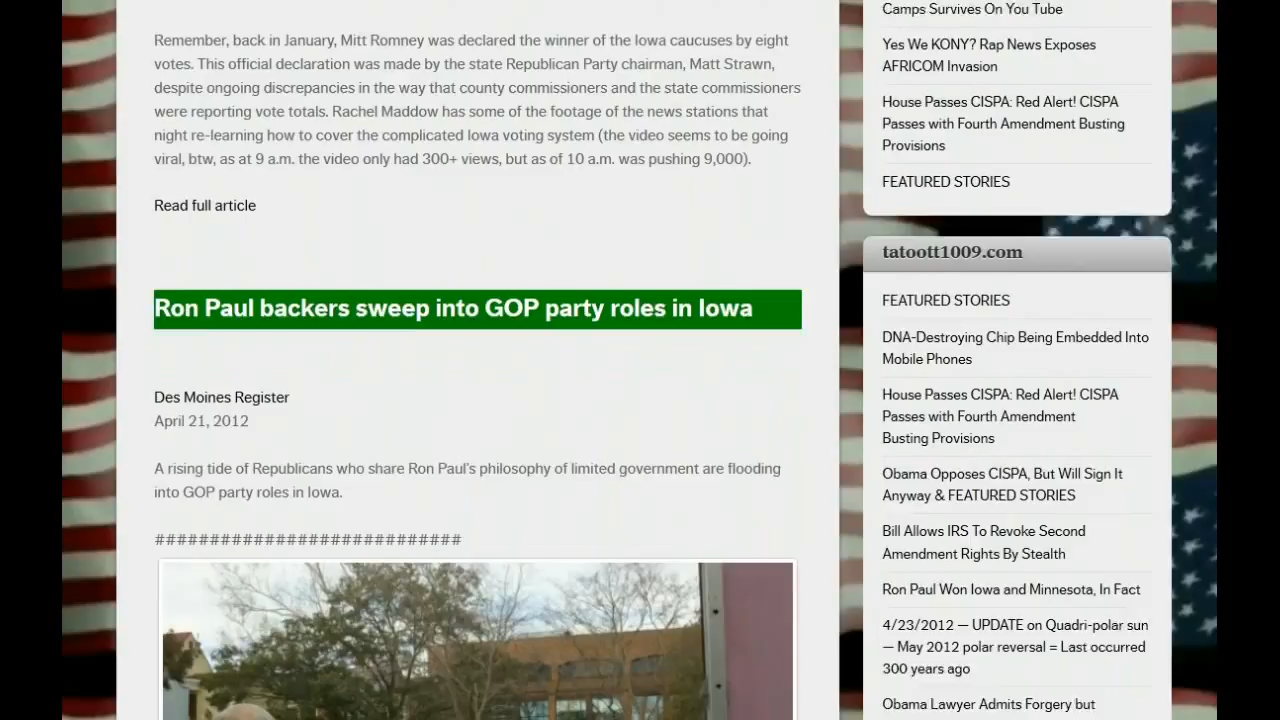 Remember, back in January, Mitt Romney was declared the winner of the Iowa caucuses by eight
votes. This official declaration was made by the state Republican Party chairman, Matt Strawn,
despite ongoing discrepancies in the way that county commissioners and the state commissioners
were reporting vote totals. Rachel Maddow has some of the footage of the news stations that
night re-learning how to cover the complicated Iowa voting system (the video seems to be going
viral, btw, as at 9 a.m. the video only had 300+ views, but as of 10 a.m. was pushing 9,000).
Read full article
Ron Paul backers sweep into GOP party roles in Iowa
Des Moines Register
April 21, 2012
A rising tide of Republicans who share Ron Paul's philosophy of limited government are flooding
into GOP party roles in Iowa.
############################
Camps Survives On You Tube
Yes We KONY? Rap News Exposes
AFRICOM Invasion
House Passes CISPA: Red Alert! CISPA
Passes with Fourth Amendment Busting
Provisions
FEATURED STORIES
tatoott1009.com
FEATURED STORIES
DNA-Destroying Chip Being Embedded Into
Mobile Phones
House Passes CISPA: Red Alert! CISPA
Passes with Fourth Amendment
Busting Provisions
Obama Opposes CISPA, But Will Sign It
Anyway & FEATURED STORIES
Bill Allows IRS To Revoke Second
Amendment Rights By Stealth
Ron Paul Won Iowa and Minnesota, In Fact
4/23/2012 — UPDATE on Quadri-polar sun
— May 2012 polar reversal = Last occurred
300 years ago
Obama Lawyer Admits Forgery but